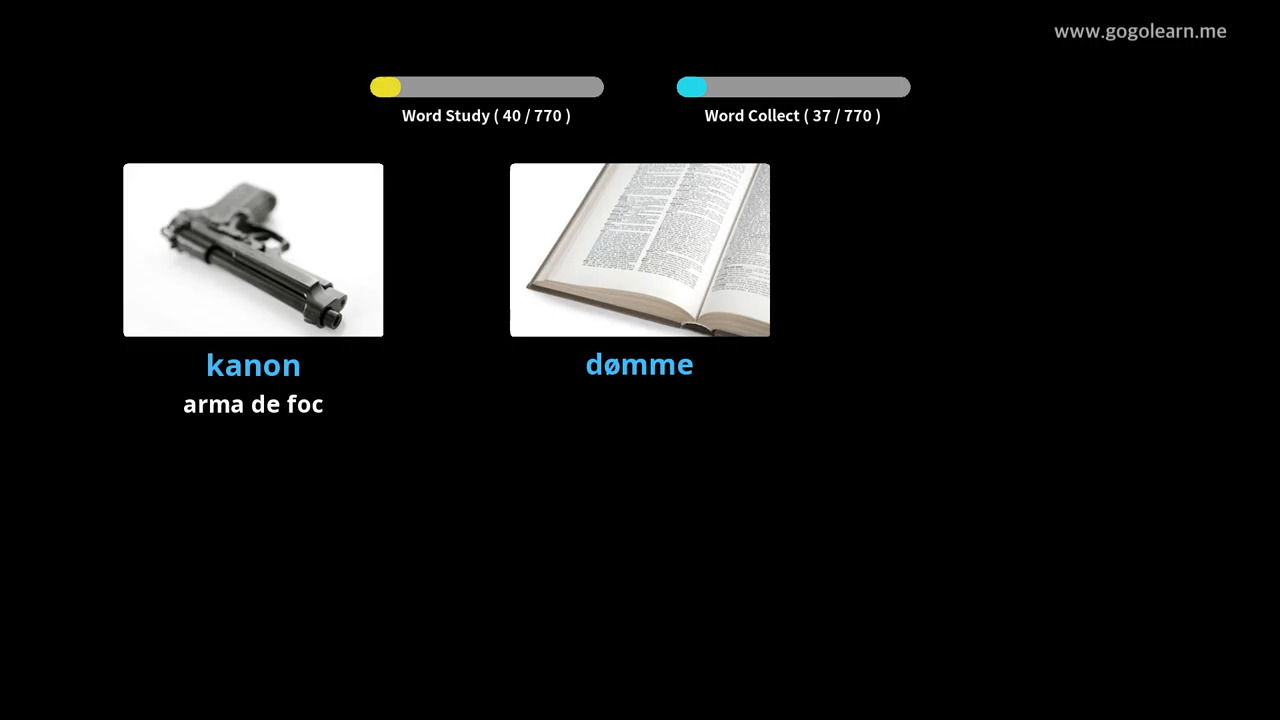 www.gogolearn.me
Word Study ( 40 / 770 )
Word Collect ( 37 / 770 )
kanon
arma de foc
dømme